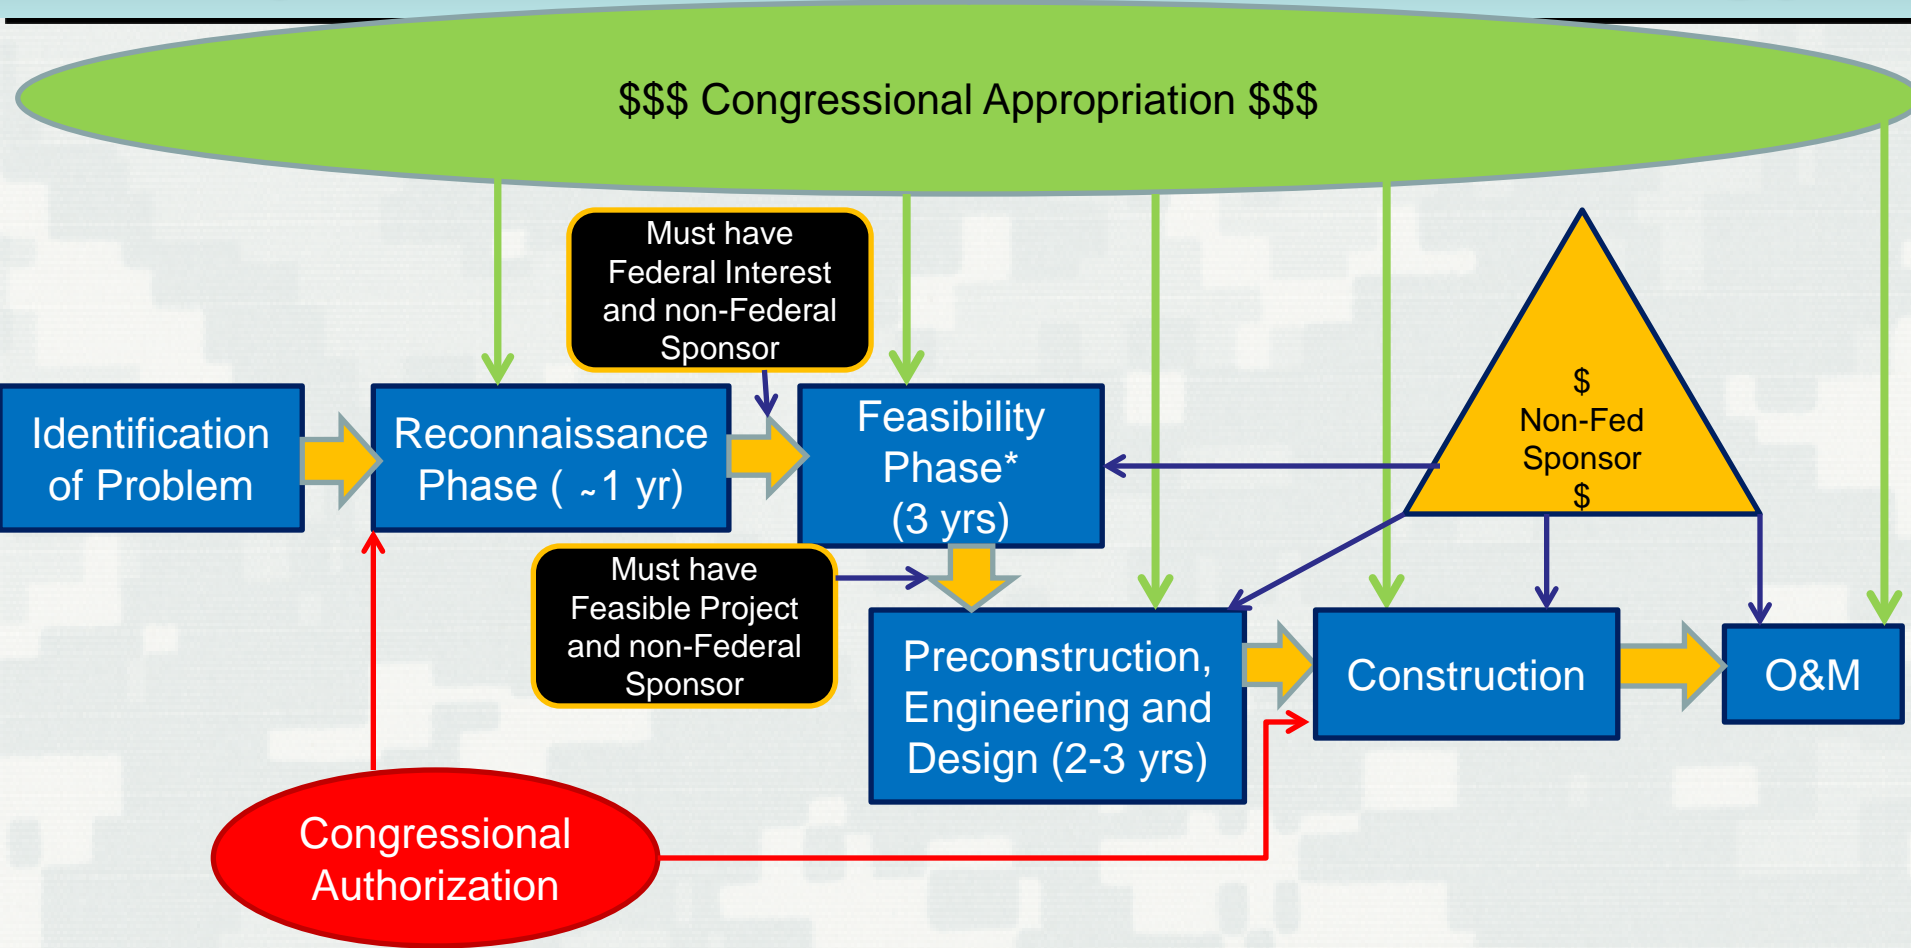 $$$ Congressional Appropriation $$$
Must have
Federal Interest
and non-Federal
Sponsor
$
Non-Fed
Sponsor
$
Identification
of Problem
Reconnaissance
Phase ( ~1 yr)
Feasibility
Phase*
(3 yrs)
Must have
Feasible Project
and non-Federal
Sponsor
Preconstruction,
Engineering and
Design (2-3 yrs)
Construction
O&M
Congressional
Authorization